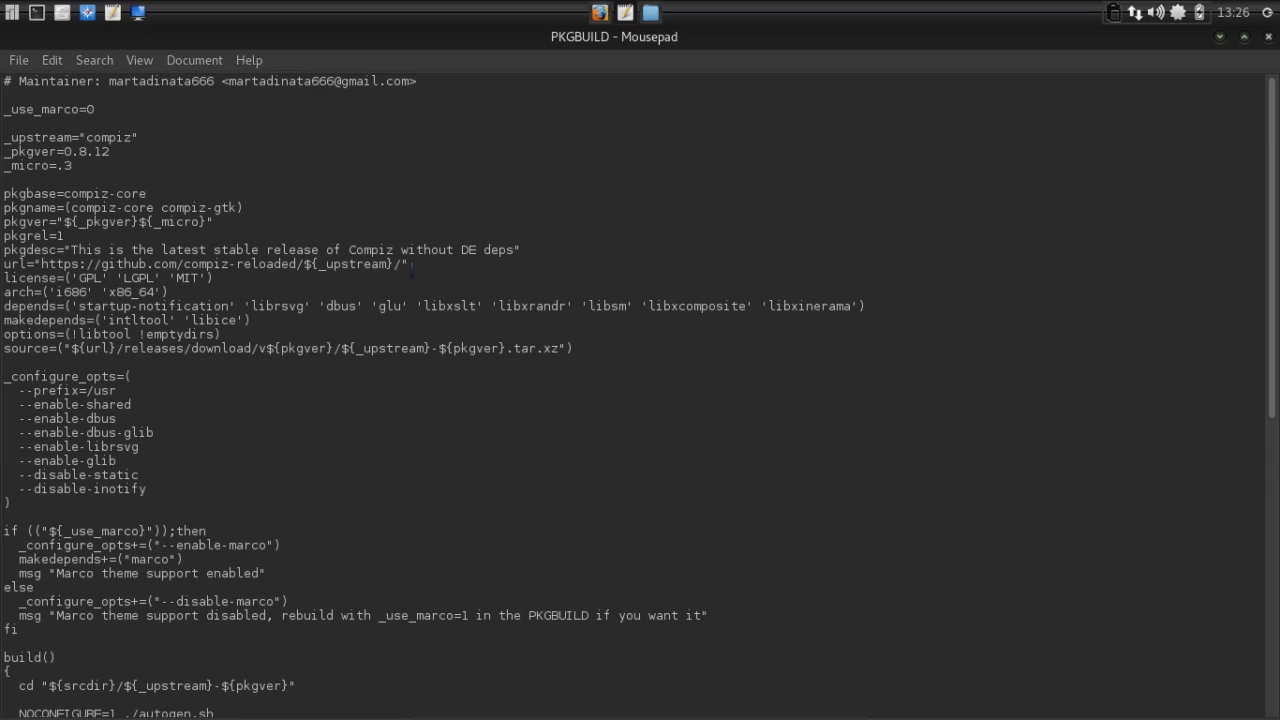 13:26
PKGBUILD - Mousepad
File Edit Search View Document Help
# Maintainer: martadinata666 <martadinata666@gmail.com>

_use_marco=0

_upstream="compiz"
_pkgver=0.8.12
_micro=.3

pkgbase=compiz-core
pkgname=(compiz-core compiz-gtk)
pkgver="${_pkgver}${_micro}"
pkgrel=1
pkgdesc="This is the latest stable release of Compiz without DE deps"
url="https://github.com/compiz-reloaded/${_upstream}/"
license=('GPL' 'LGPL' 'MIT')
arch=('i686' 'x86_64')
depends=('startup-notification' 'librsvg' 'dbus' 'glu' 'libxslt' 'libxrandr' 'libsm' 'libxcomposite' 'libxinerama')
makedepends=('intltool' 'libice')
options=(!libtool !emptydirs)
source=("${url}/releases/download/v${pkgver}/${_upstream}-${pkgver}.tar.xz")

_configure_opts=(
  --prefix=/usr
  --enable-shared
  --enable-dbus
  --enable-dbus-glib
  --enable-librsvg
  --enable-glib
  --disable-static
  --disable-inotify
)

if (("${_use_marco}"));then
  _configure_opts+=("--enable-marco")
  makedepends+=("marco")
  msg "Marco theme support enabled"
else
  _configure_opts+=("--disable-marco")
  msg "Marco theme support disabled, rebuild with _use_marco=1 in the PKGBUILD if you want it"
fi

build()
{
  cd "${srcdir}/${_upstream}-${pkgver}"

  NOCONFIGURE=1 ./autogen.sh